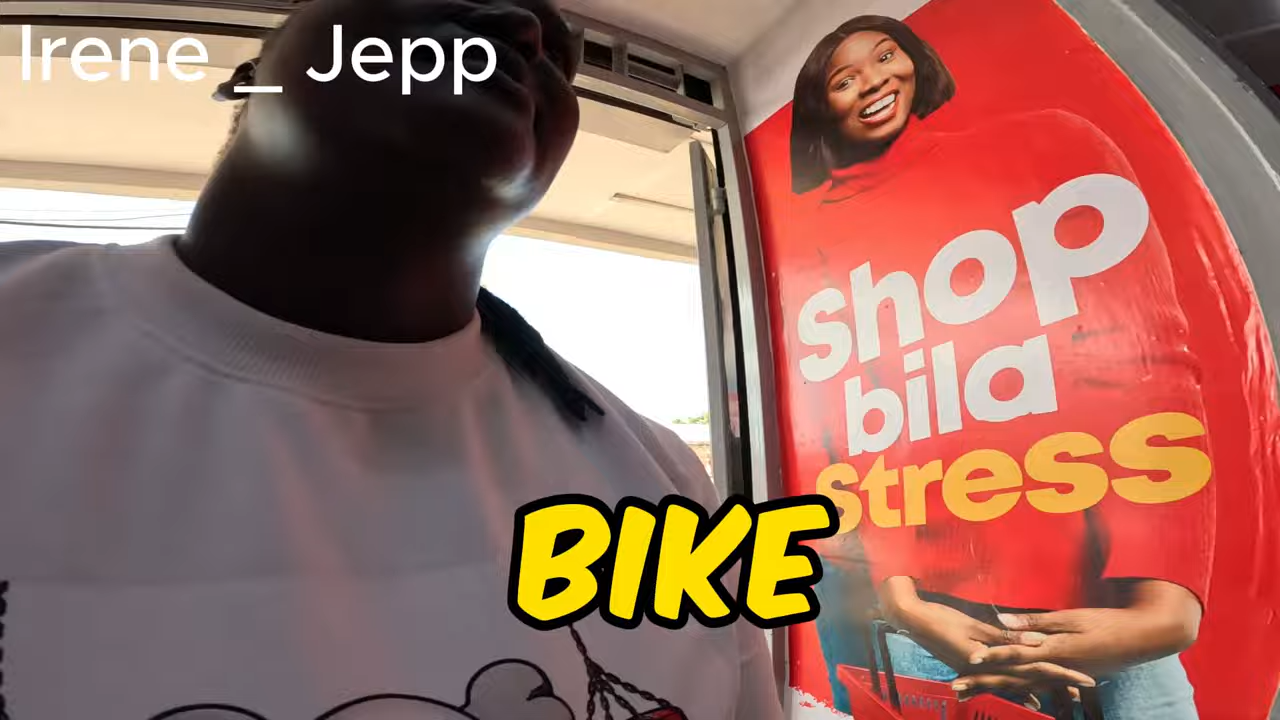 Irene _ Jepp
shop
bila
stress
BIKE